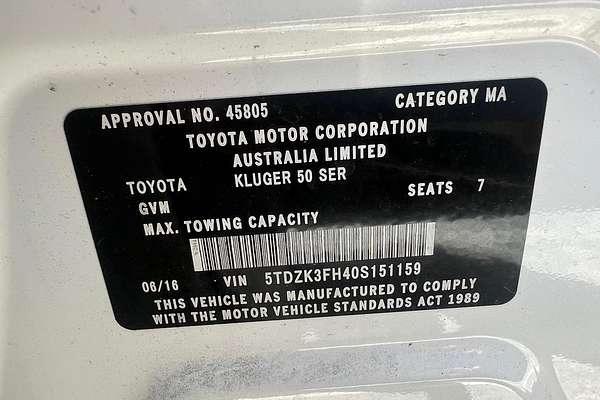 APPROVAL NO. 45805 CATEGORY MA
TOYOTA MOTOR CORPORATION
AUSTRALIA LIMITED
TOYOTA KLUGER 50 SER SEATS 7
GVM
MAX. TOWING CAPACITY
06/16 VIN 5TDZK3FH40S151159
THIS VEHICLE WAS MANUFACTURED TO COMPLY
WITH THE MOTOR VEHICLE STANDARDS ACT 1989